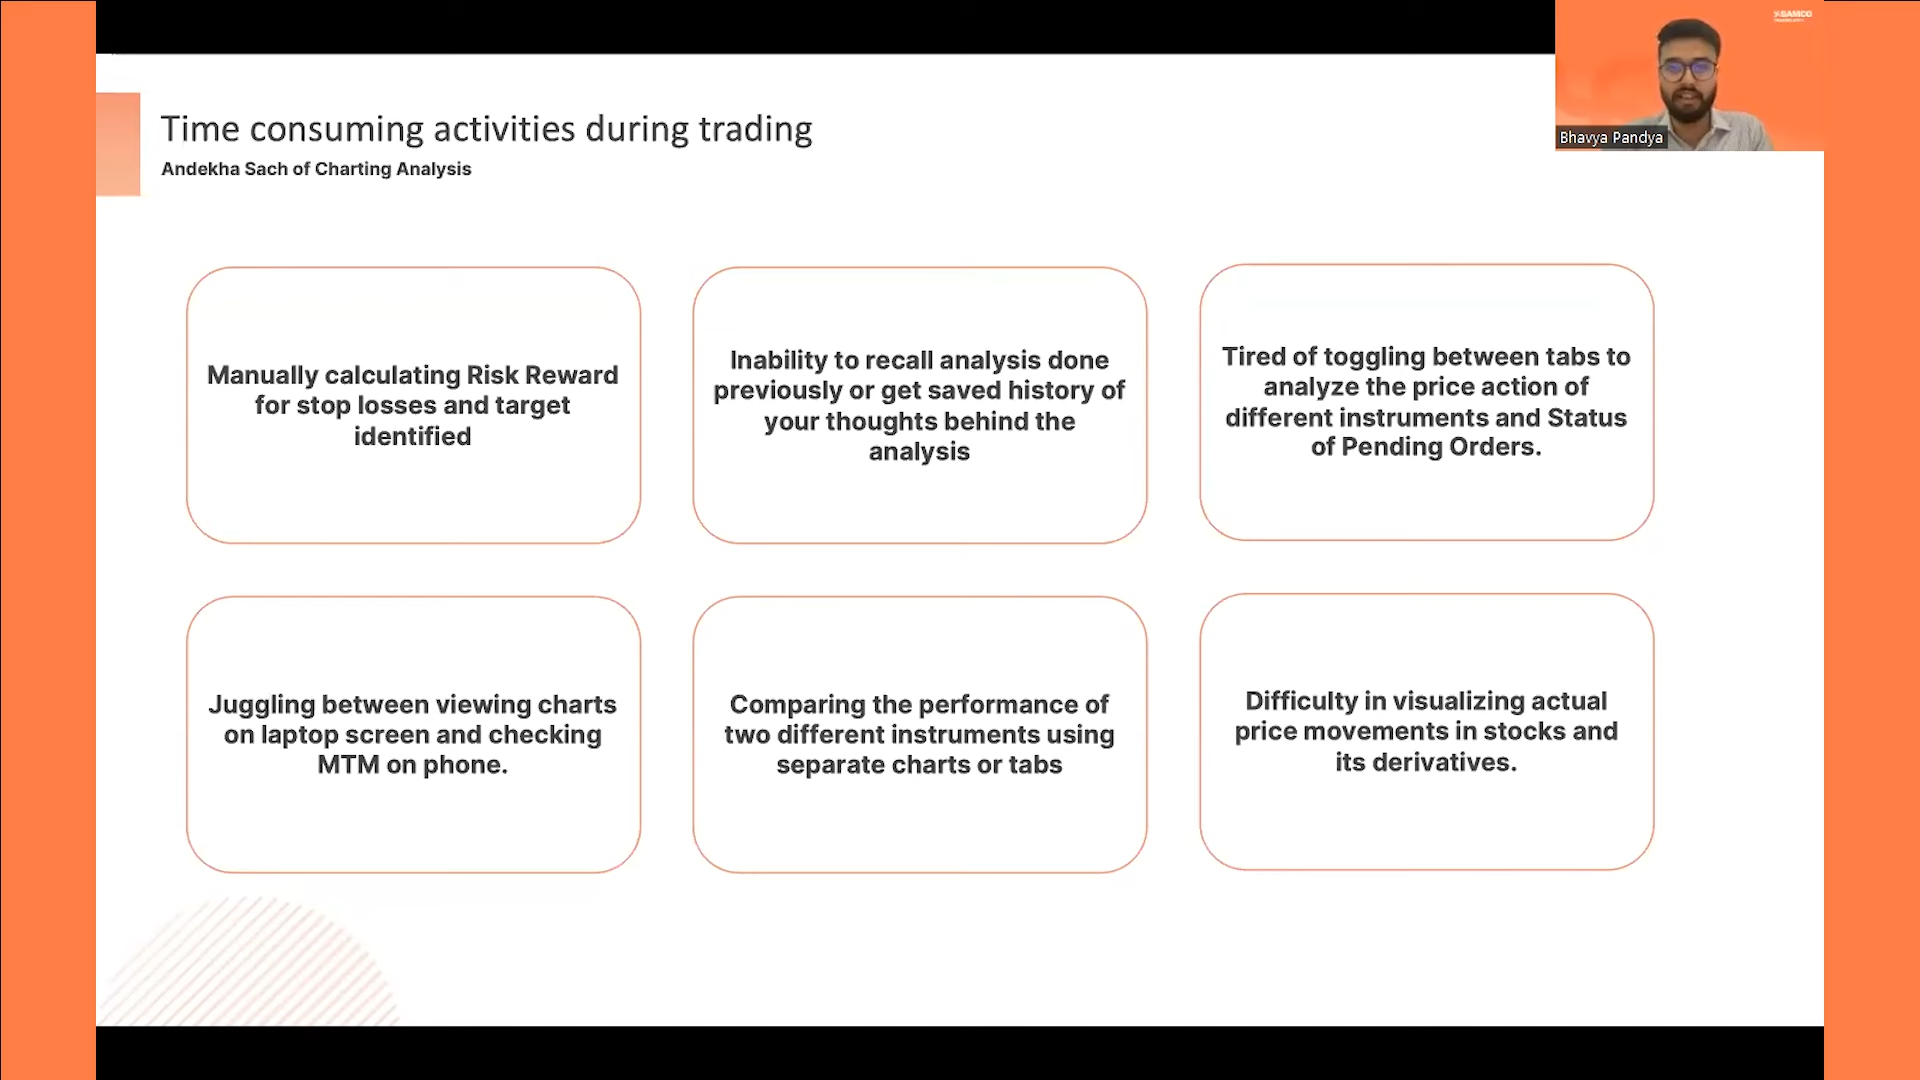 SAMCO
Bhavya Pandya
Time consuming activities during trading
Andekha Sach of Charting Analysis
Manually calculating Risk Reward
for stop losses and target
identified
Inability to recall analysis done
previously or get saved history of
your thoughts behind the
analysis
Tired of toggling between tabs to
analyze the price action of
different instruments and Status
of Pending Orders.
Juggling between viewing charts
on laptop screen and checking
MTM on phone.
Comparing the performance of
two different instruments using
separate charts or tabs
Difficulty in visualizing actual
price movements in stocks and
its derivatives.